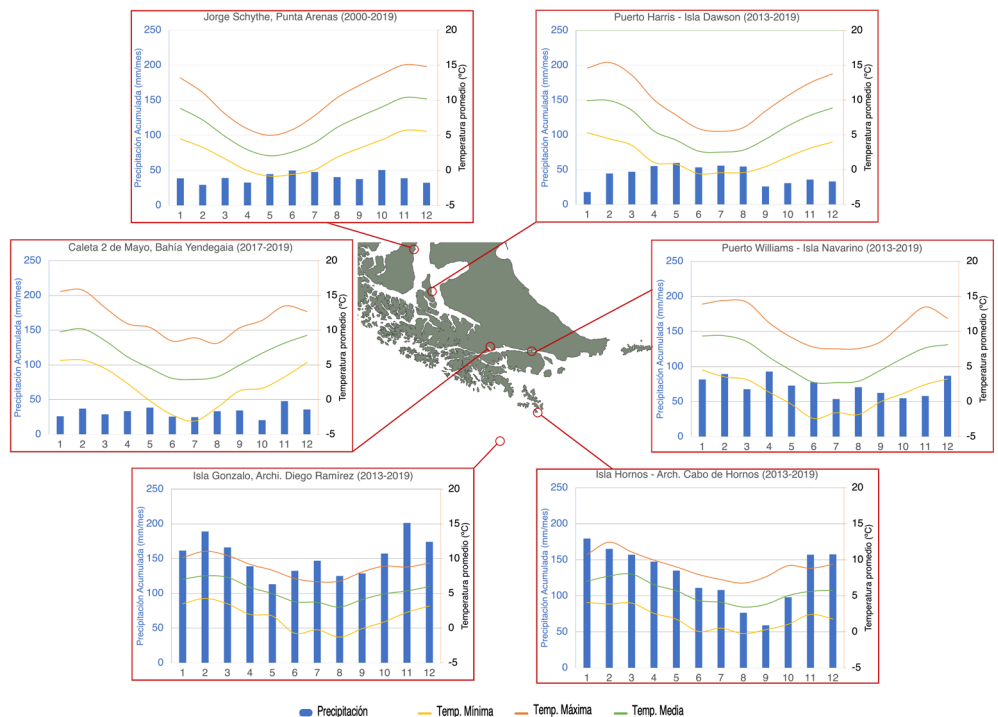 Jorge Schythe, Punta Arenas (2000-2019)
Precipitación Acumulada (mm/mes)
250
200
150
100
50
0
20
15
10
5
0
-5
Temperatura promedio (ºC)
1 2 3 4 5 6 7 8 9 10 11 12
Puerto Harris - Isla Dawson (2013-2019)
Precipitación Acumulada (mm/mes)
250
200
150
100
50
0
20
15
10
5
0
-5
Temperatura promedio (ºC)
1 2 3 4 5 6 7 8 9 10 11 12
Caleta 2 de Mayo, Bahía Yendegaia (2017-2019)
Precipitación Acumulada (mm/mes)
250
200
150
100
50
0
20
15
10
5
0
-5
Temperatura promedio (ºC)
1 2 3 4 5 6 7 8 9 10 11 12
Puerto Williams - Isla Navarino (2013-2019)
Precipitación Acumulada (mm/mes)
250
200
150
100
50
0
20
15
10
5
0
-5
Temperatura promedio (ºC)
1 2 3 4 5 6 7 8 9 10 11 12
Isla Gonzalo, Archi. Diego Ramirez (2013-2019)
Precipitación Acumulada (mm/mes)
250
200
150
100
50
0
20
15
10
5
0
-5
Temperatura promedio (ºC)
1 2 3 4 5 6 7 8 9 10 11 12
Isla Hornos - Arch. Cabo de Hornos (2013-2019)
Precipitación Acumulada (mm/mes)
250
200
150
100
50
0
20
15
10
5
0
-5
Temperatura promedio (ºC)
1 2 3 4 5 6 7 8 9 10 11 12
Precipitación Temp. Mínima Temp. Máxima Temp. Media